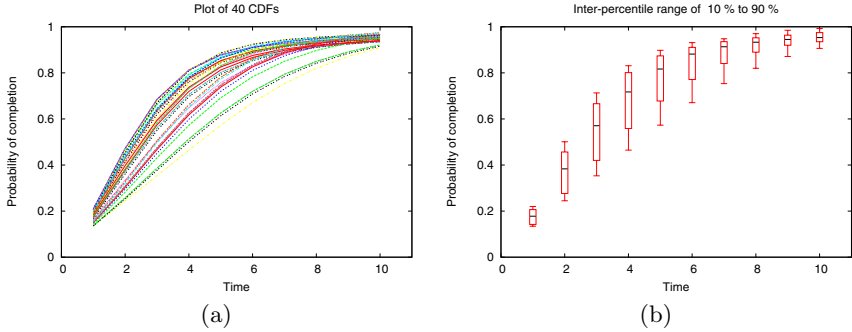 Plot of 40 CDFs
Probability of completion
1
0.8
0.6
0.4
0.2
0
0 2 4 6 8 10
Time
(a)
Inter-percentile range of 10 % to 90 %
Probability of completion
1
0.8
0.6
0.4
0.2
0
0 2 4 6 8 10
Time
(b)